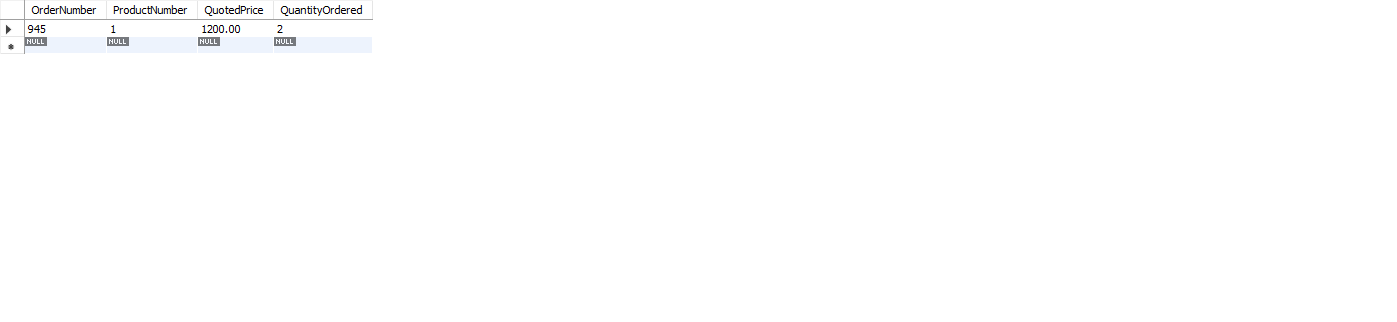 OrderNumber ProductNumber QuotedPrice QuantityOrdered
945 1 1200.00 2
NULL NULL NULL NULL